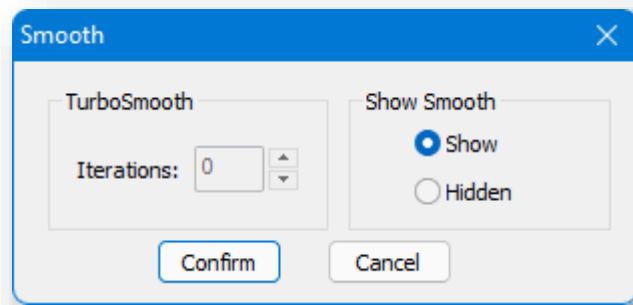 Smooth
TurboSmooth
Iterations: 0
Show Smooth
Show
Hidden
Confirm
Cancel